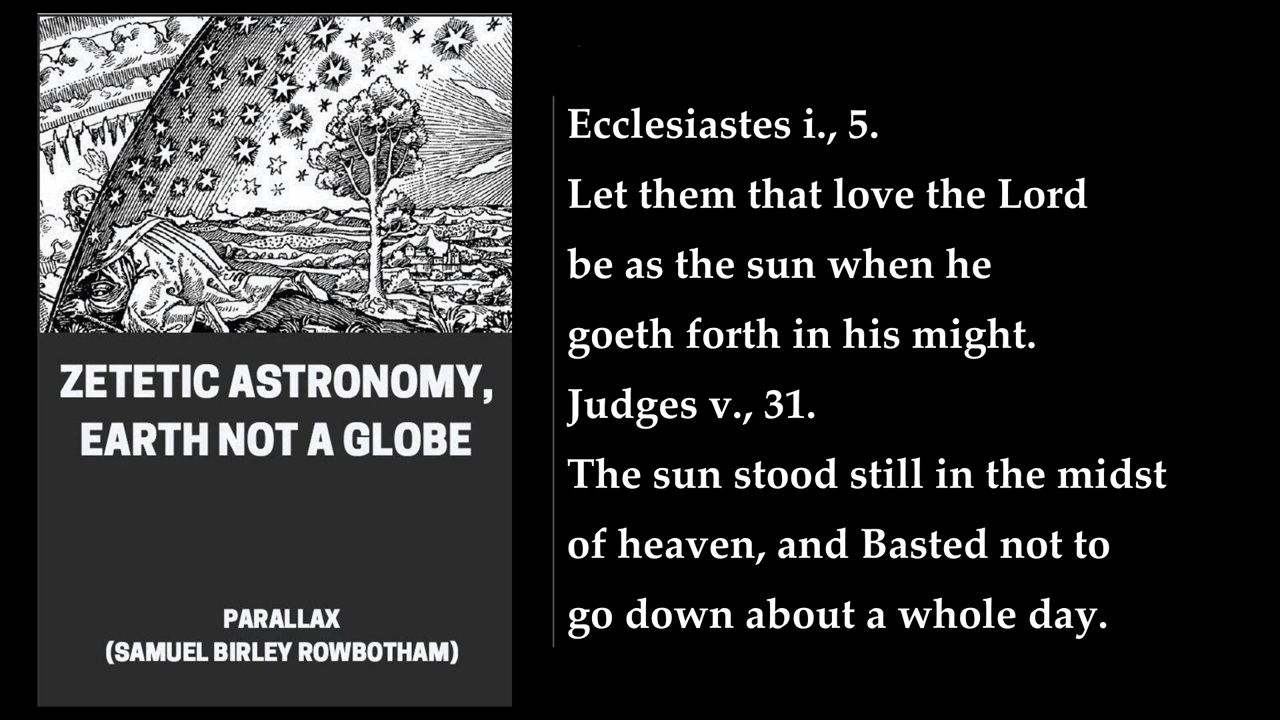 ZETETIC ASTRONOMY,
EARTH NOT A GLOBE
PARALLAX
(SAMUEL BIRLEY ROWBOTHAM)
Ecclesiastes i., 5.
Let them that love the Lord
be as the sun when he
goeth forth in his might.
Judges v., 31.
The sun stood still in the midst
of heaven, and Basted not to
go down about a whole day.